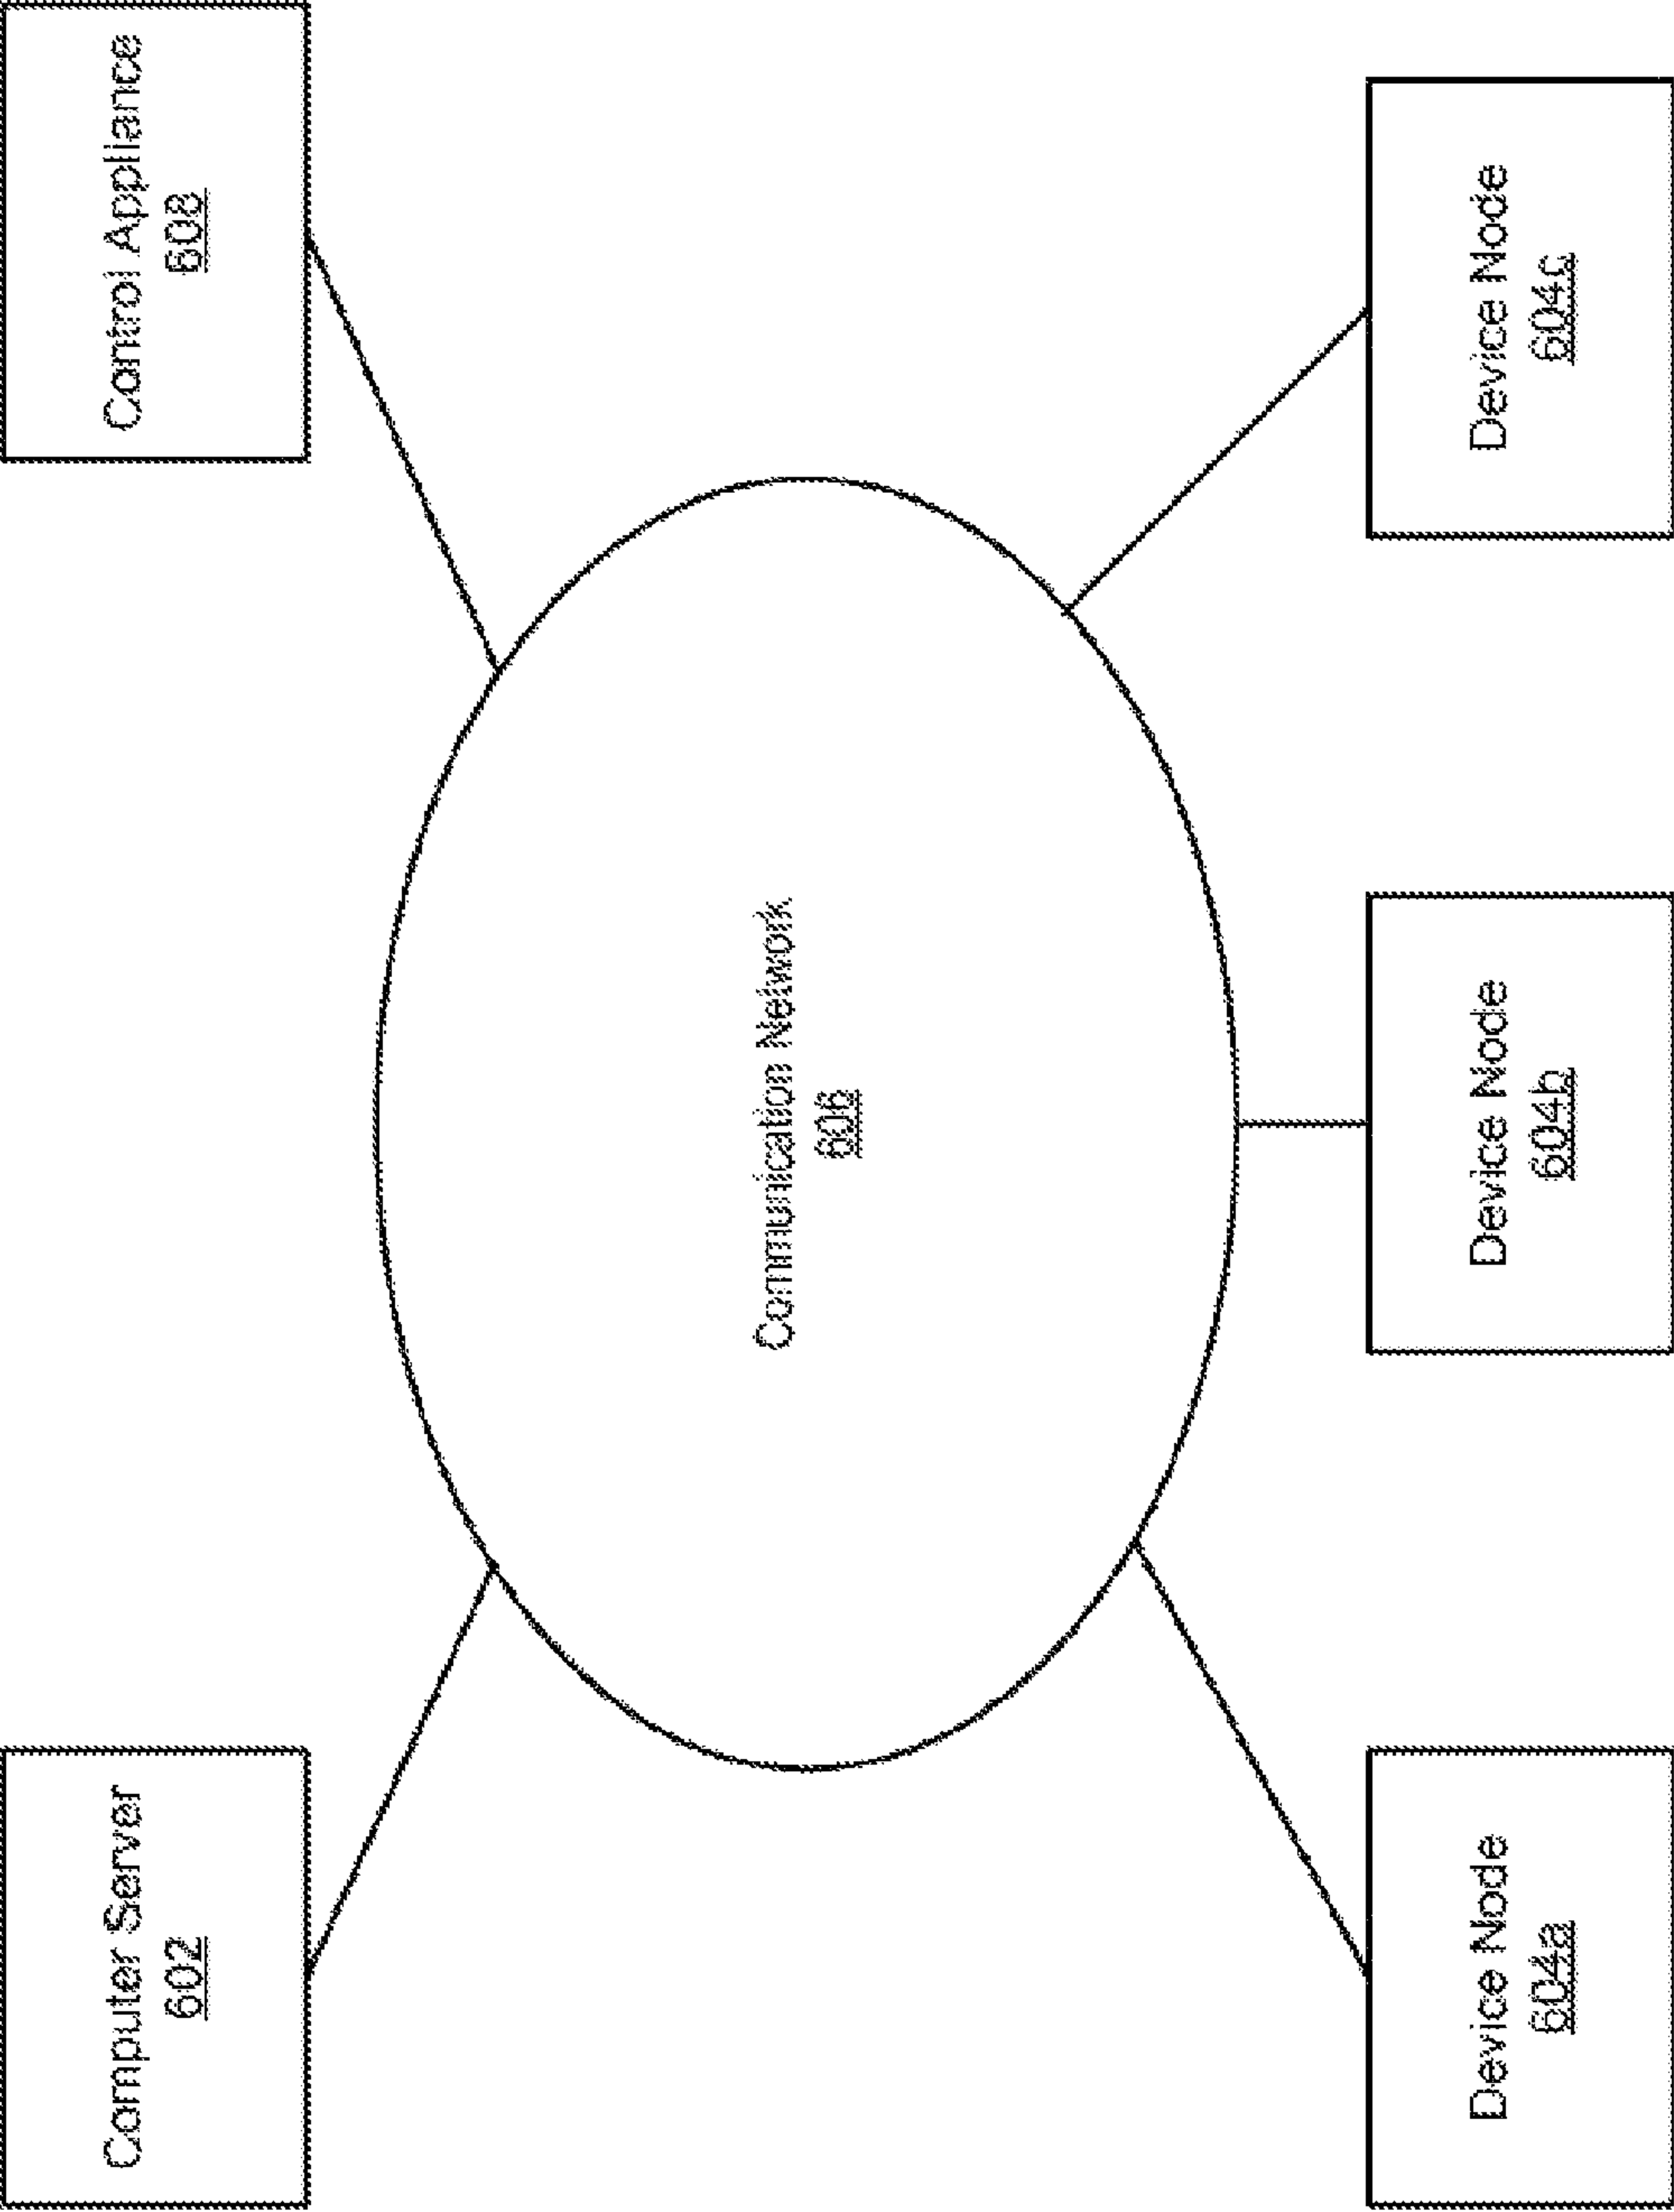 Computer Server
602
Control Appliance
608
Communication Network
606
Device Node
604a
Device Node
604b
Device Node
604c